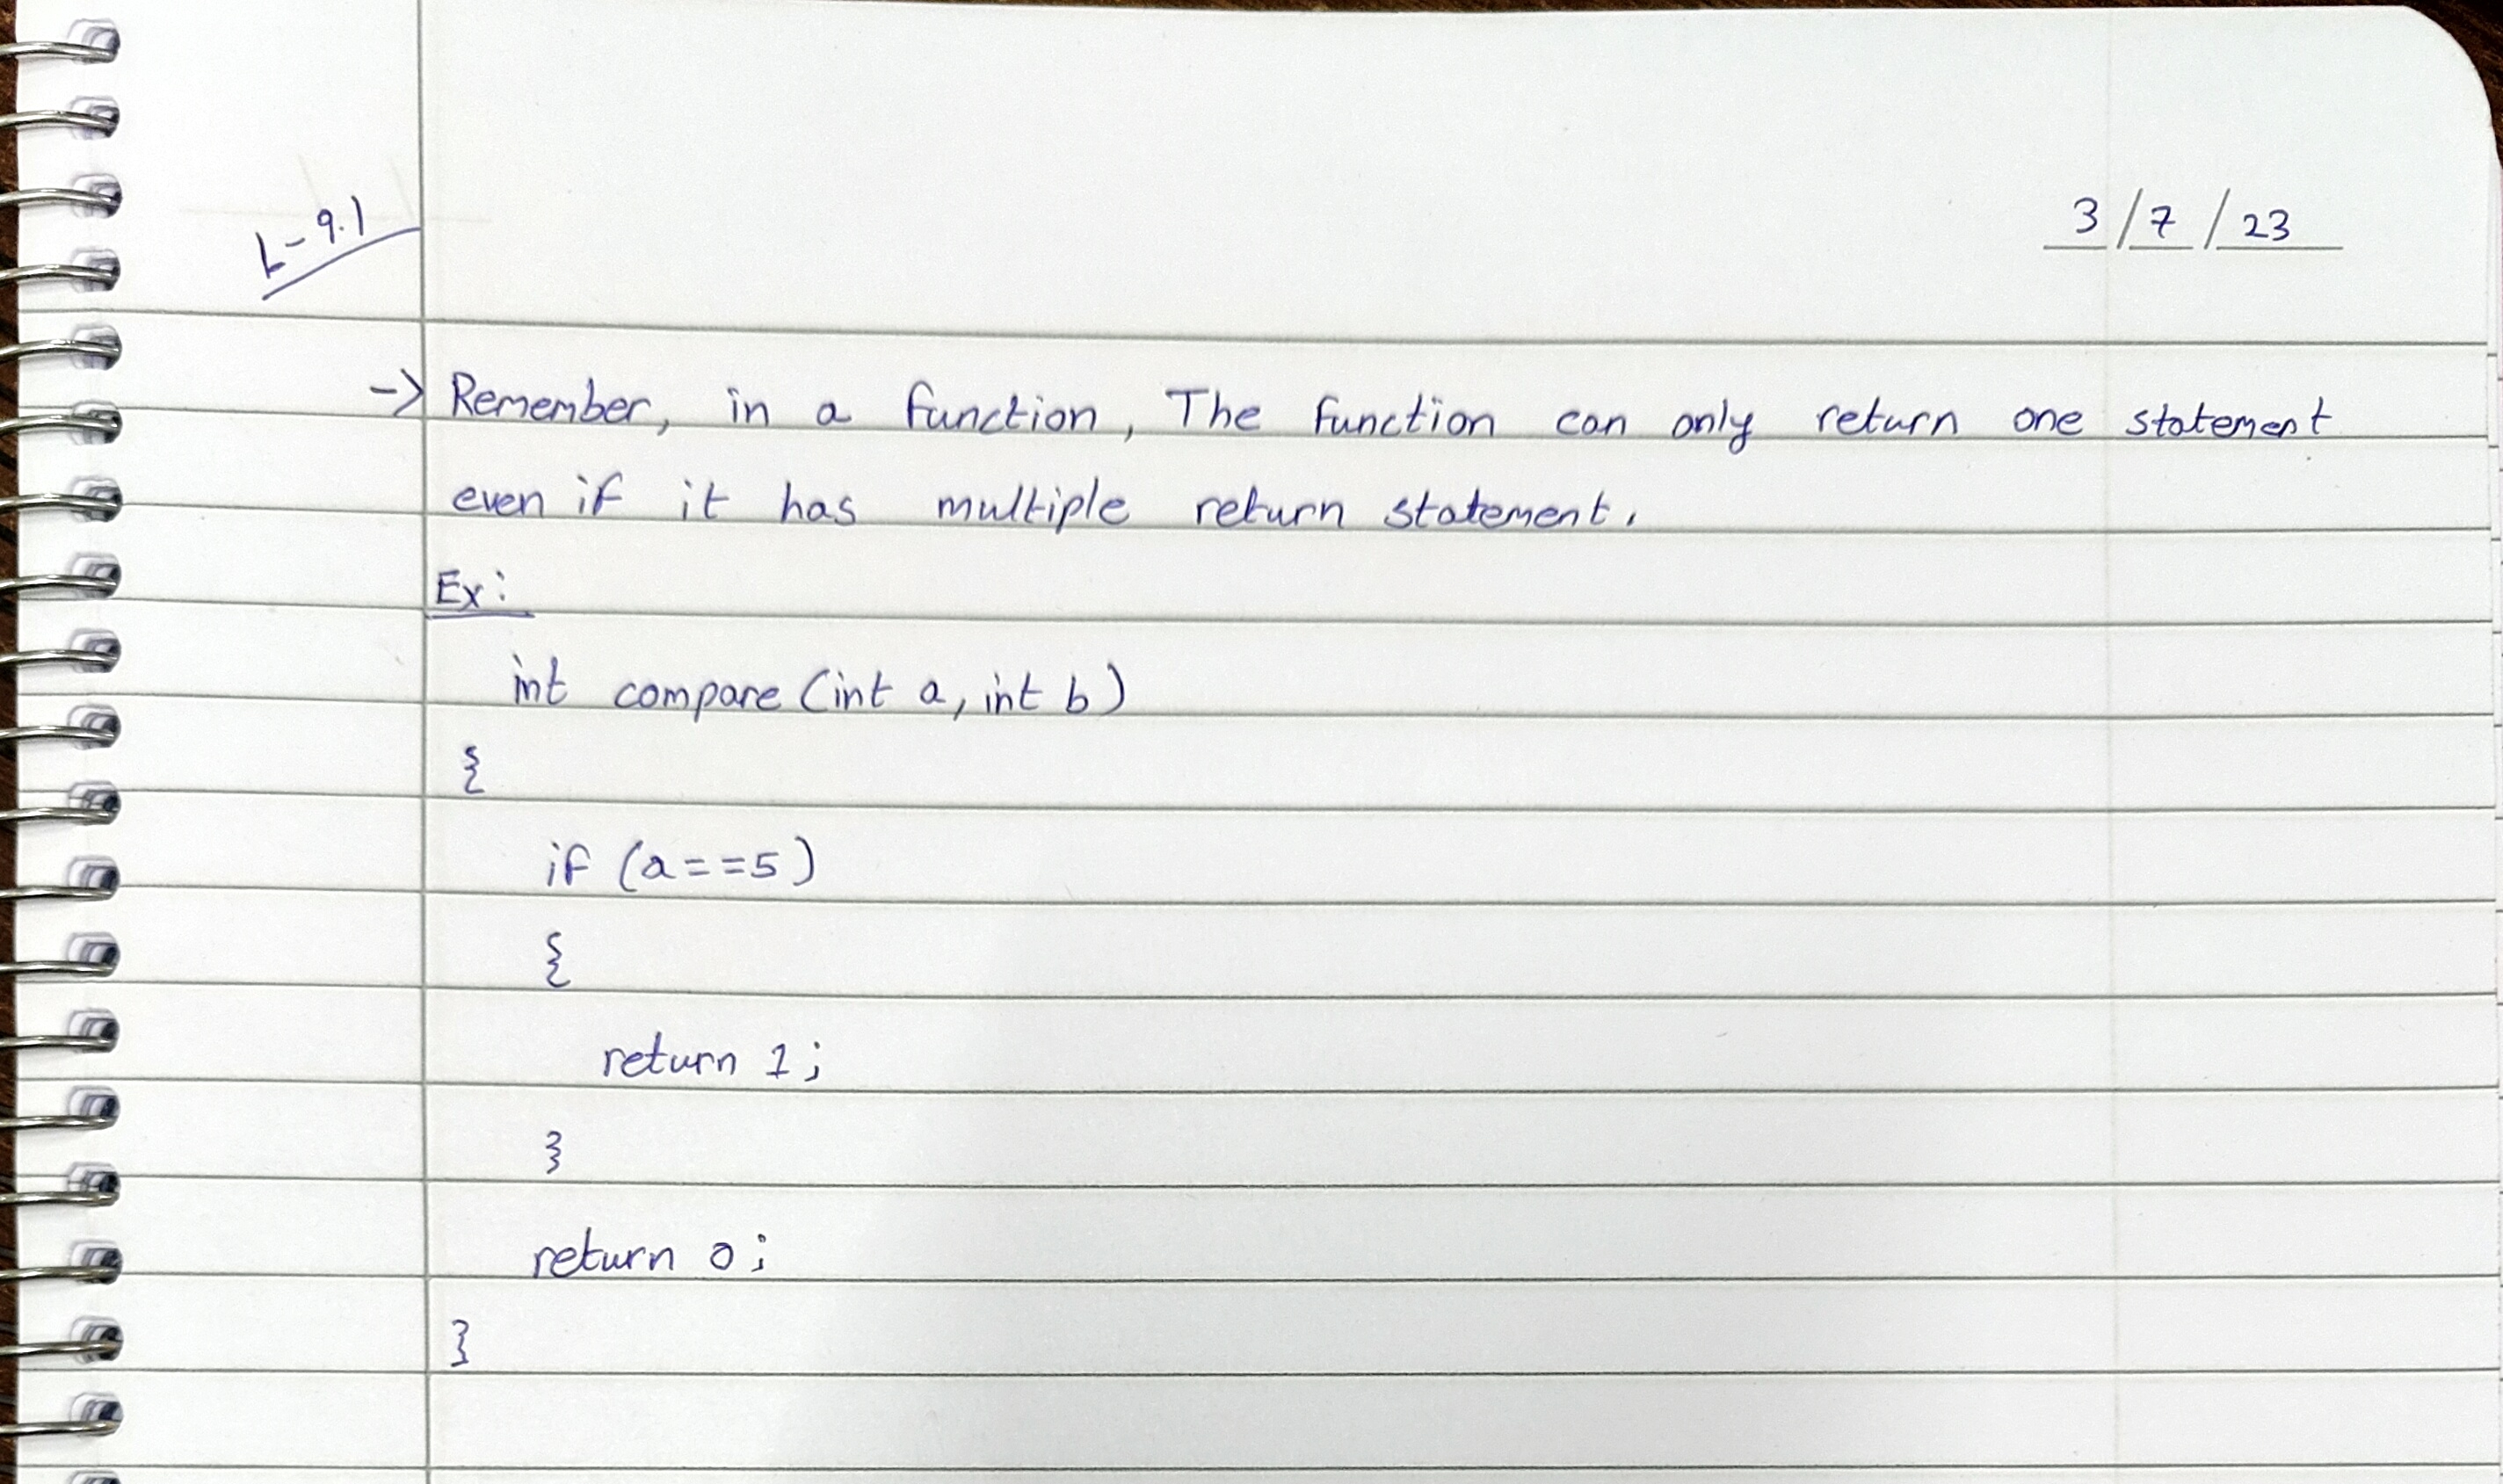 L-9.1
3/7/23
-> Remember, in a function, The function can only return one statement
even if it has multiple return statement.
Ex:
int compare (int a, int b)
{
if (a==5)
{
return 1;
}
return 0;
}